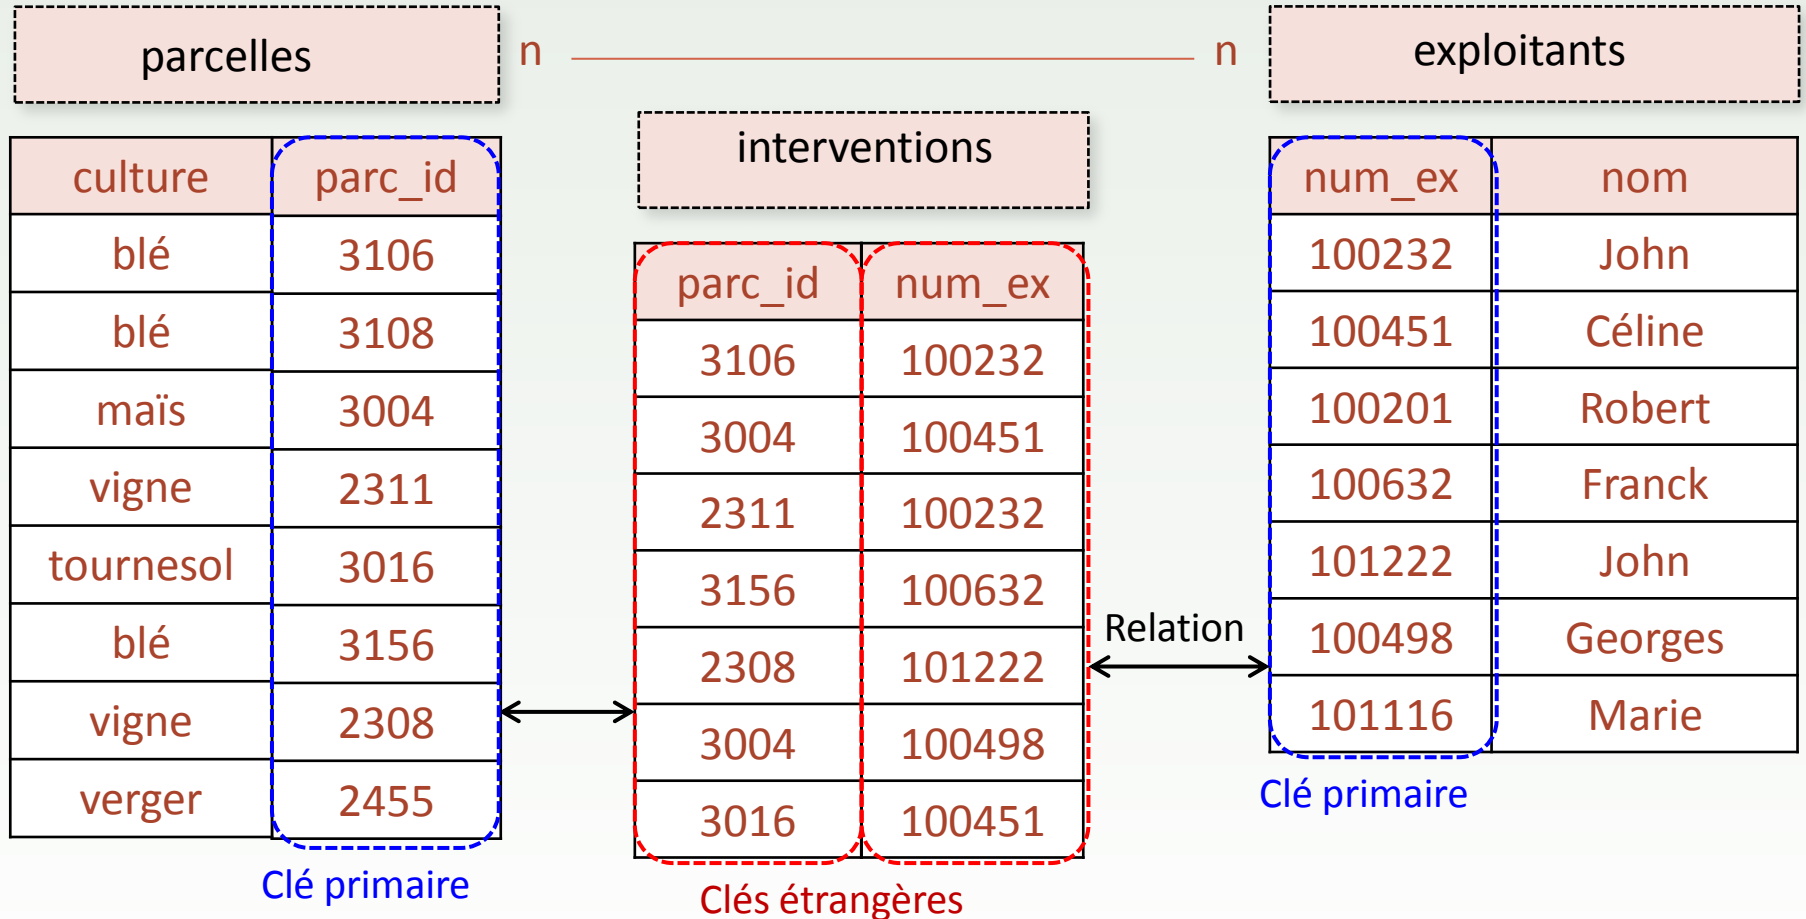 parcelles
n
n
exploitants
interventions
culture parc_id
blé 3106
blé 3108
maïs 3004
vigne 2311
tournesol 3016
blé 3156
vigne 2308
verger 2455
Clé primaire
parc_id num_ex
3106 100232
3004 100451
2311 100232
3156 100632
2308 101222
3004 100498
3016 100451
Clés étrangères
Relation
num_ex nom
100232 John
100451 Céline
100201 Robert
100632 Franck
101222 John
100498 Georges
101116 Marie
Clé primaire